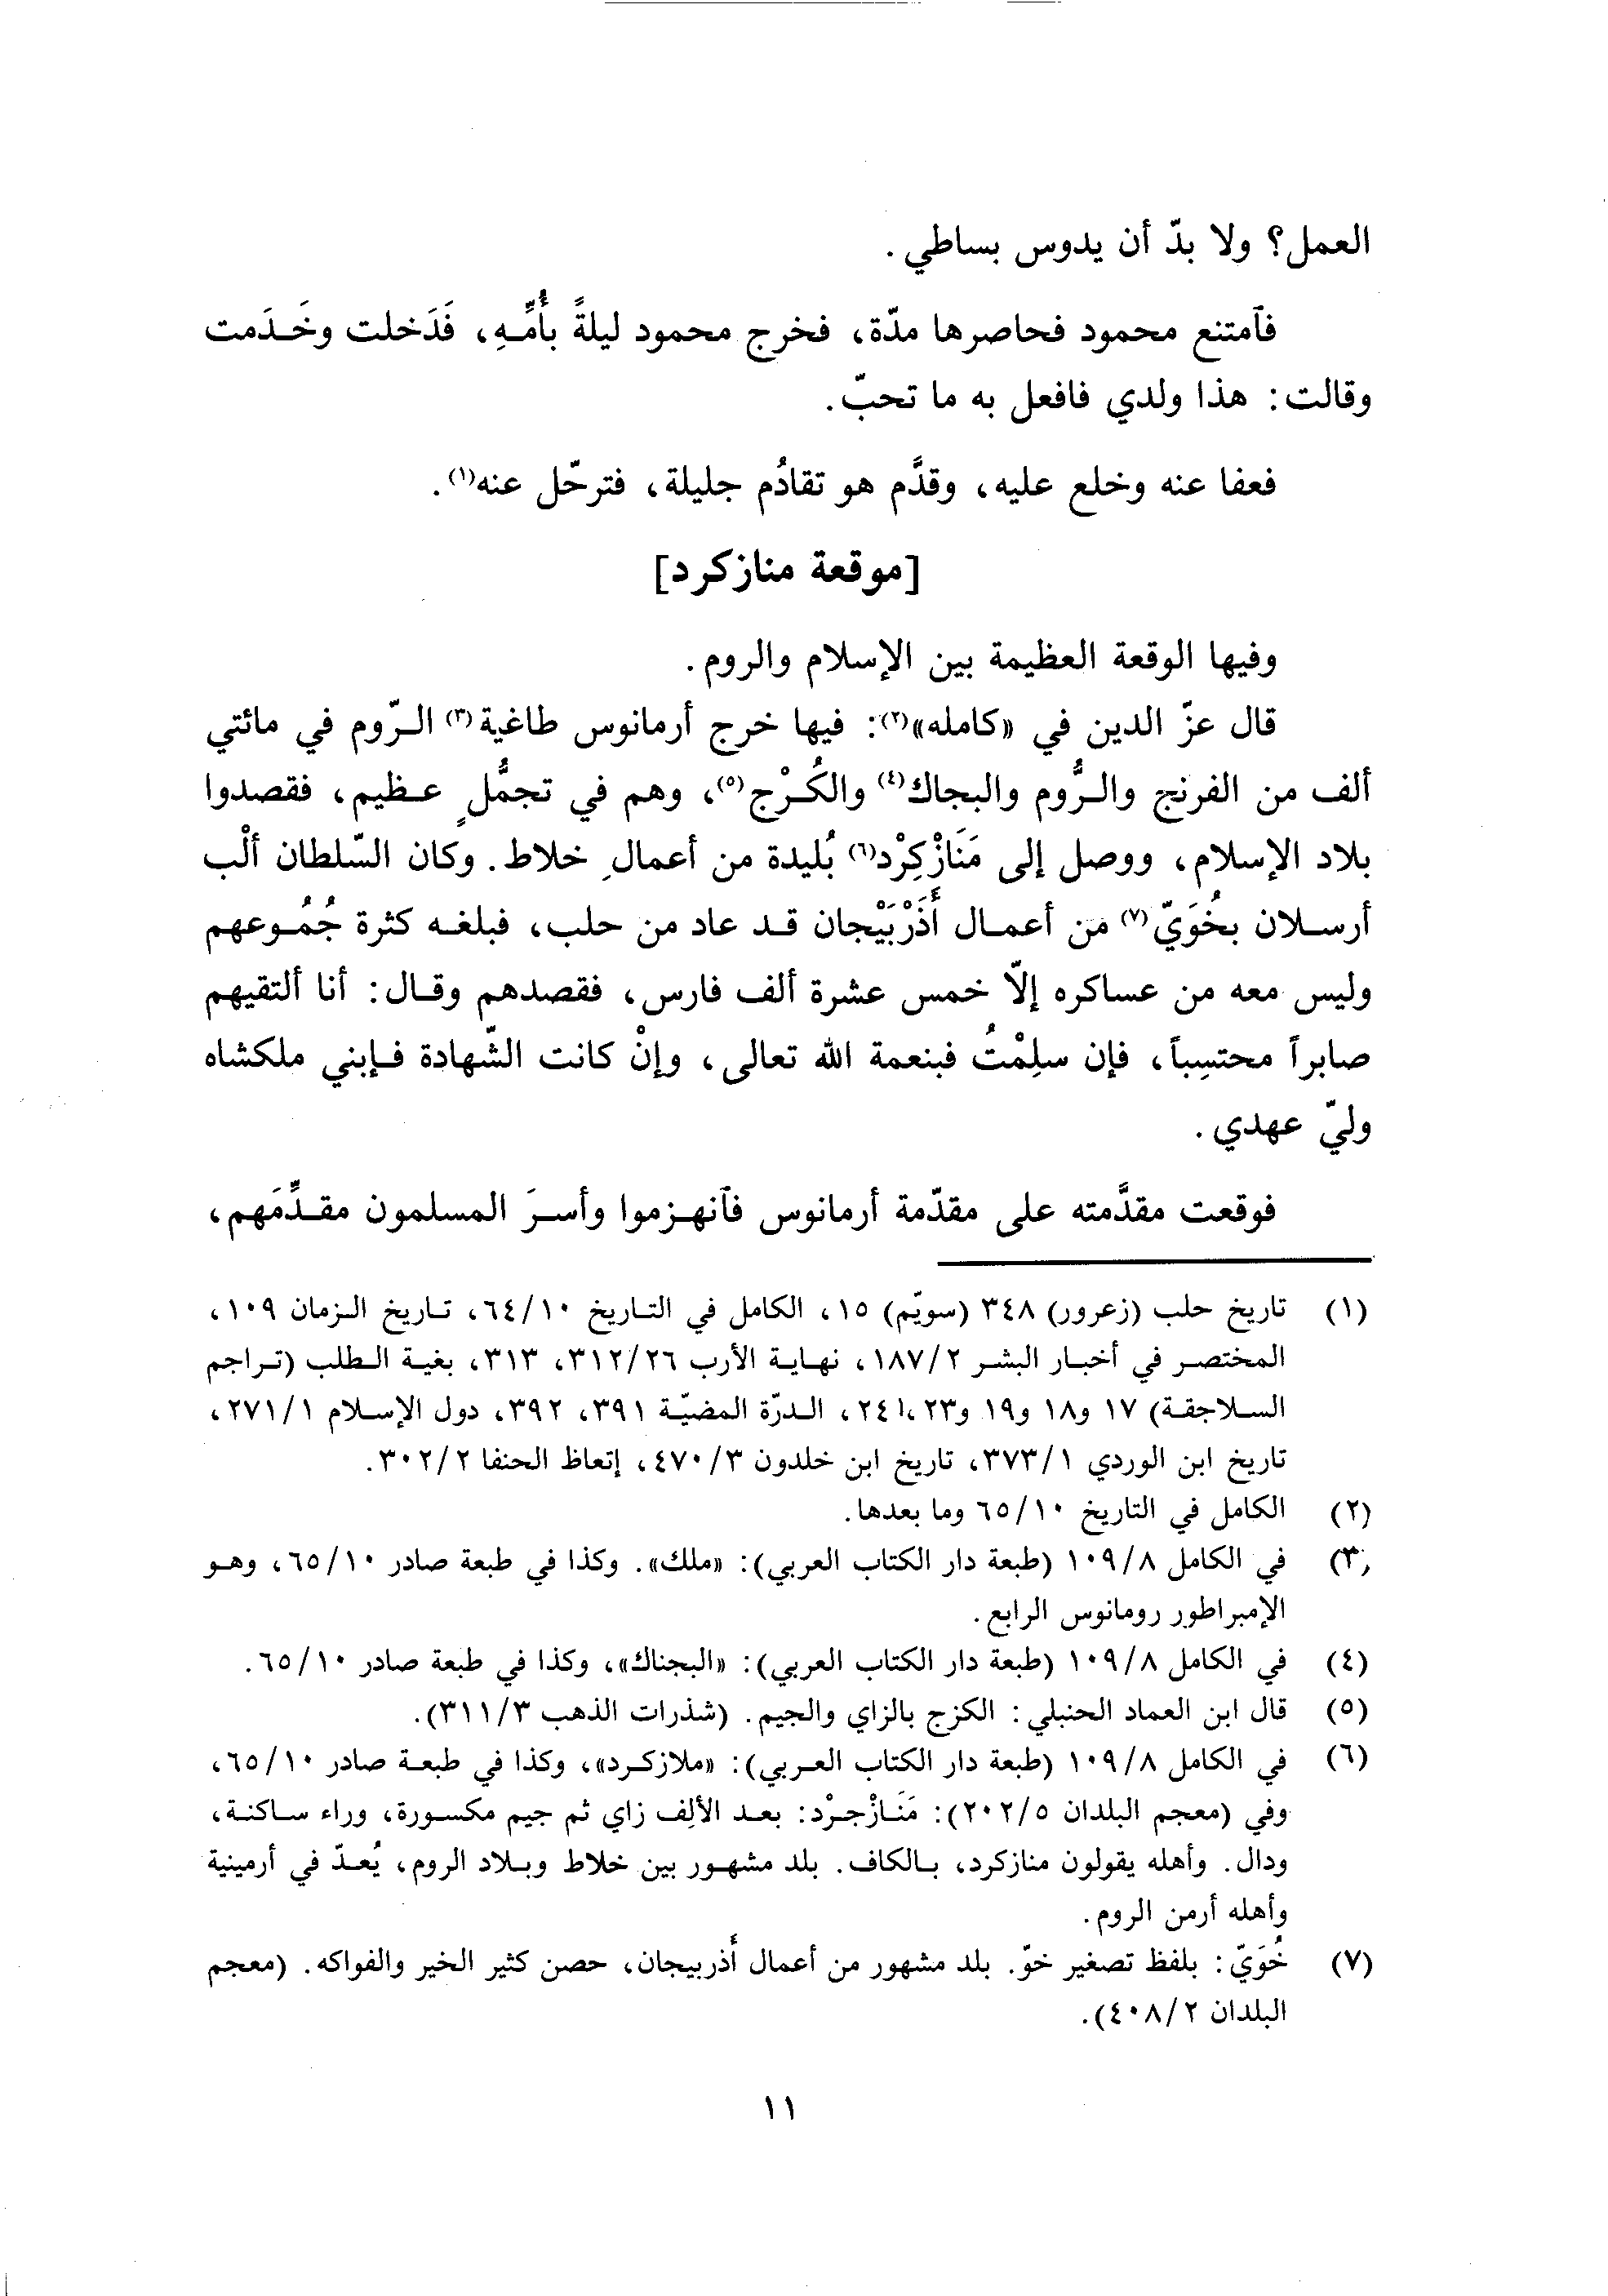 العمل؟ ولا بدّ أن يدوس بساطي.
فآمتنع محمود فحاصرها مدّة، فخرج محمود ليلةً بأُمِّهِ، فَدَخلت وخَدَمت
وقالت: هذا ولدي فافعل به ما تحبّ.
فعفا عنه وخلع عليه، وقدَّم هو تقادُم جليلة، فترحّل عنه(١).
[موقعة منازكرد]
وفيها الوقعة العظيمة بين الإسلام والروم.
قال عزّ الدين في «كامله»(٢): فيها خرج أرمانوس طاغية(٣) الرّوم في مائتي
ألف من الفرنج والرُّوم والبجاك(٤) والكُرْج(٥)، وهم في تجمُّلٍ عظيم، فقصدوا
بلاد الإسلام، ووصل إلى مَنَازْكِرْد(٦) بُليدة من أعمالِ خلاط. وكان السّلطان ألْب
أرسلان بخُوَيّ(٧) من أعمال أَذَرْبَيْجان قد عاد من حلب، فبلغه كثرة جُمُوعهم
وليس معه من عساكره إلّا خمس عشرة ألف فارس، فقصدهم وقال: أنا ألتقيهم
صابراً محتسِباً، فإن سلِمْتُ فبنعمة الله تعالى، وإنْ كانت الشّهادة فإبني ملكشاه
وليّ عهدي.
فوقعت مقدَّمته على مقدّمة أرمانوس فآنهزموا وأسرَ المسلمون مقدَّمَهم،
(١) تاريخ حلب (زعرور) ٣٤٨ (سويّم) ١٥، الكامل في التاريخ ٦٤/١٠، تاريخ الزمان ١٠٩،
المختصر في أخبار البشر ١٨٧/٢، نهاية الأرب ٣١٢/٢٦، ٣١٣، بغية الطلب (تراجم
السلاجقة) ١٧ و١٨ و١٩ و٢٣، ٢٤، الدرّة المضيّة ٣٩١، ٣٩٢، دول الإسلام ٢٧١/١،
تاريخ ابن الوردي ٣٧٣/١، تاريخ ابن خلدون ٤٧٠/٣، إتعاظ الحنفا ٣٠٢/٢.
(٢) الكامل في التاريخ ٦٥/١٠ وما بعدها.
(٣) في الكامل ١٠٩/٨ (طبعة دار الكتاب العربي): «ملك». وكذا في طبعة صادر ٦٥/١٠، وهو
الإمبراطور رومانوس الرابع.
(٤) في الكامل ١٠٩/٨ (طبعة دار الكتاب العربي): «البجناك»، وكذا في طبعة صادر ٦٥/١٠.
(٥) قال ابن العماد الحنبلي: الكزج بالزاي والجيم. (شذرات الذهب ٣١١/٣).
(٦) في الكامل ١٠٩/٨ (طبعة دار الكتاب العربي): «ملازكرد»، وكذا في طبعة صادر ٦٥/١٠،
وفي (معجم البلدان ٢٠٢/٥): مَنَازْجرْد: بعد الألف زاي ثم جيم مكسورة، وراء ساكنة،
ودال. وأهله يقولون منازكرد، بالكاف. بلد مشهور بين خلاط وبلاد الروم، يُعدّ في أرمينية
وأهله أرمن الروم.
(٧) خُوَيّ: بلفظ تصغير خوّ. بلد مشهور من أعمال أَذربيجان، حصن كثير الخير والفواكه. (معجم
البلدان ٤٠٨/٢).
١١